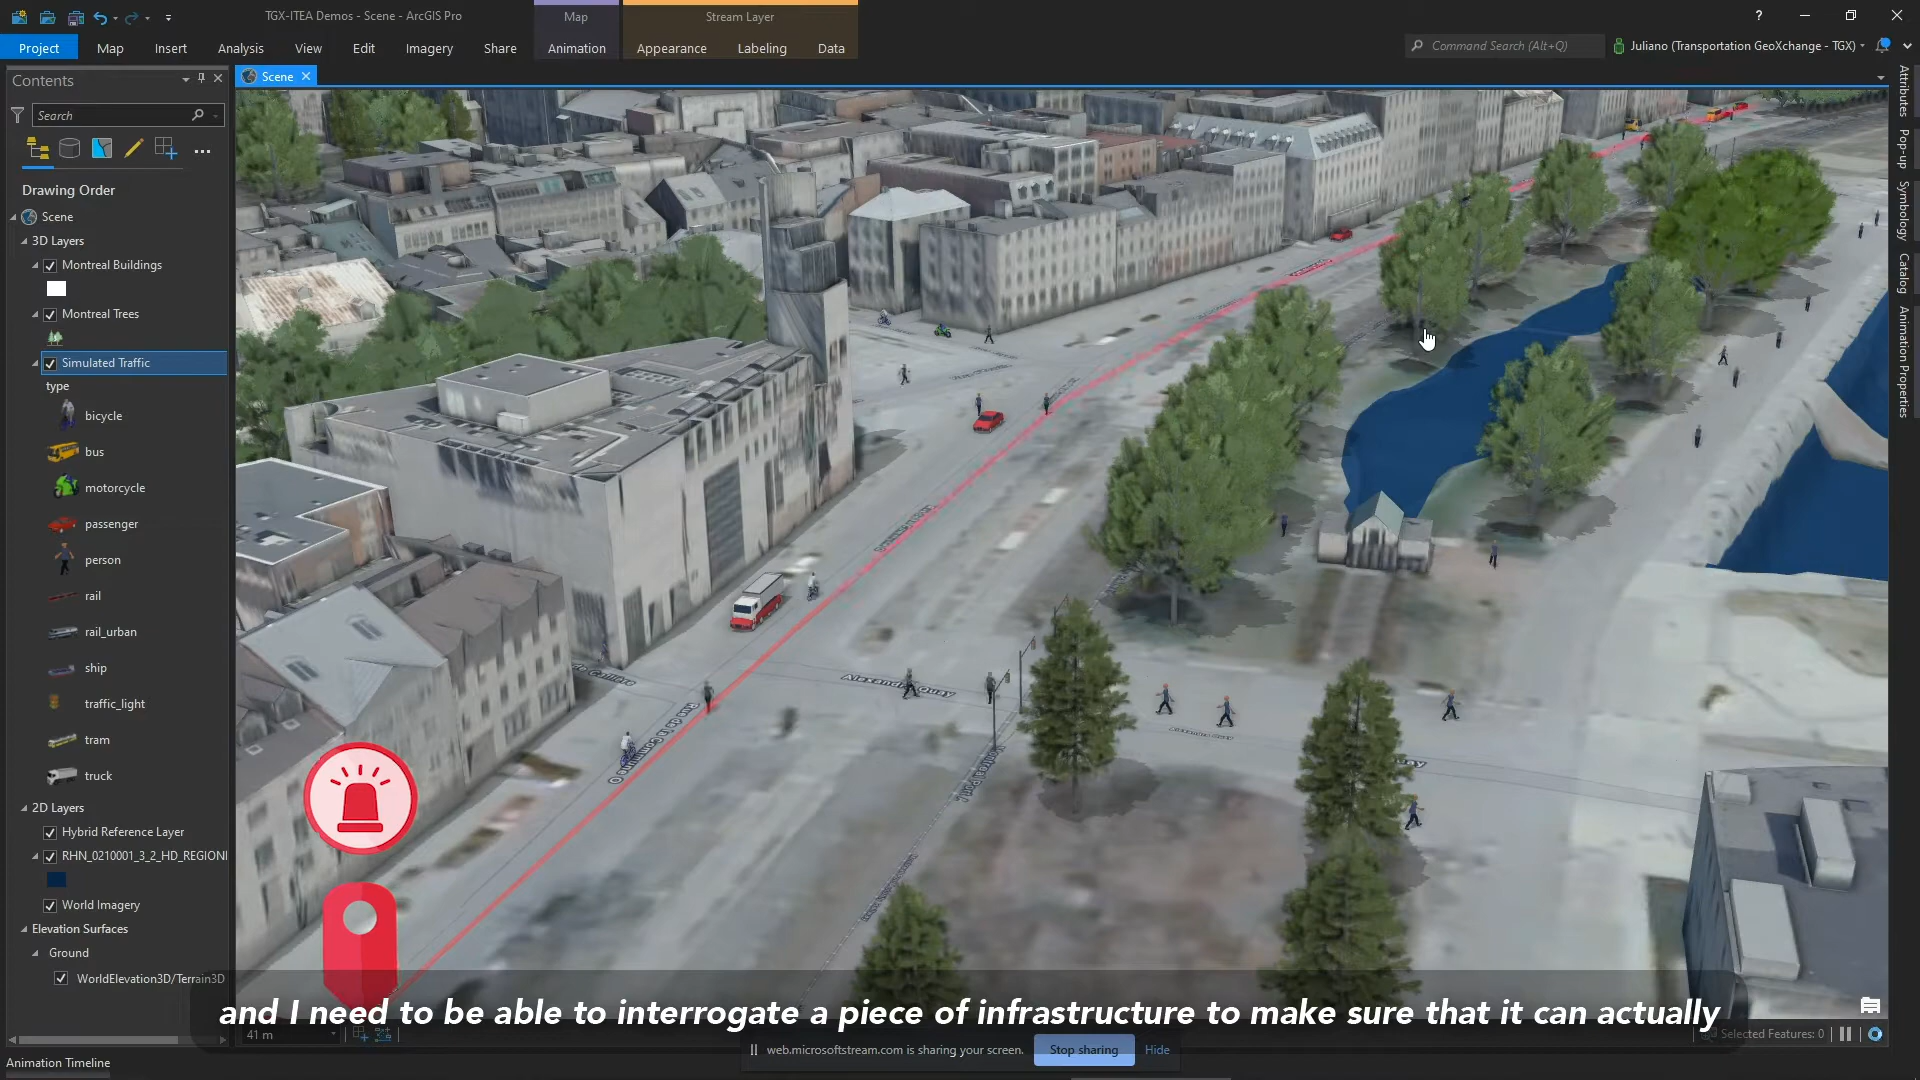 TGX-ITEA Demos - Scene - ArcGIS Pro
Map
Stream Layer
?
Project
Map
Insert
Analysis
View
Edit
Imagery
Share
Animation
Appearance
Labeling
Data
Command Search (Alt+Q)
Juliano (Transportation GeoXchange - TGX)
Contents
Search
Drawing Order
Scene
3D Layers
Montreal Buildings
Montreal Trees
Simulated Traffic
type
bicycle
bus
motorcycle
passenger
person
rail
rail_urban
ship
traffic_light
tram
truck
2D Layers
Hybrid Reference Layer
RHN_0210001_3_2_HD_REGIONI
World Imagery
Elevation Surfaces
Ground
WorldElevation3D/Terrain3D
Scene
Alexandra Quay
Alexandra Quay
Attributes
Pop-up
Symbology
Catalog
Animation Properties
and I need to be able to interrogate a piece of infrastructure to make sure that it can actually
41 m
Selected Features: 0
web.microsoftstream.com is sharing your screen.
Stop sharing
Hide
Animation Timeline